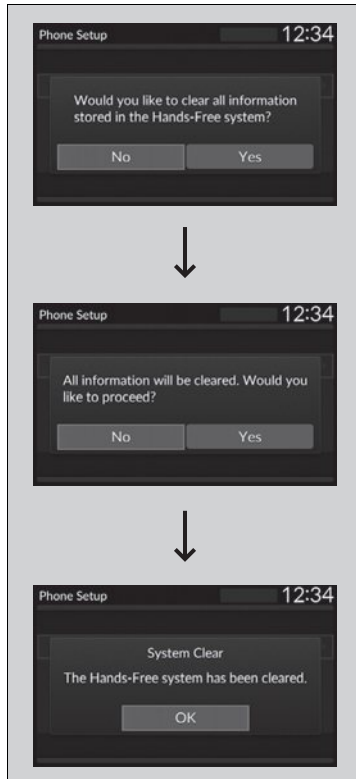 Phone Setup 12:34
Would you like to clear all information
stored in the Hands-Free system?
No Yes
Phone Setup 12:34
All information will be cleared. Would you
like to proceed?
No Yes
Phone Setup 12:34
System Clear
The Hands-Free system has been cleared.
OK